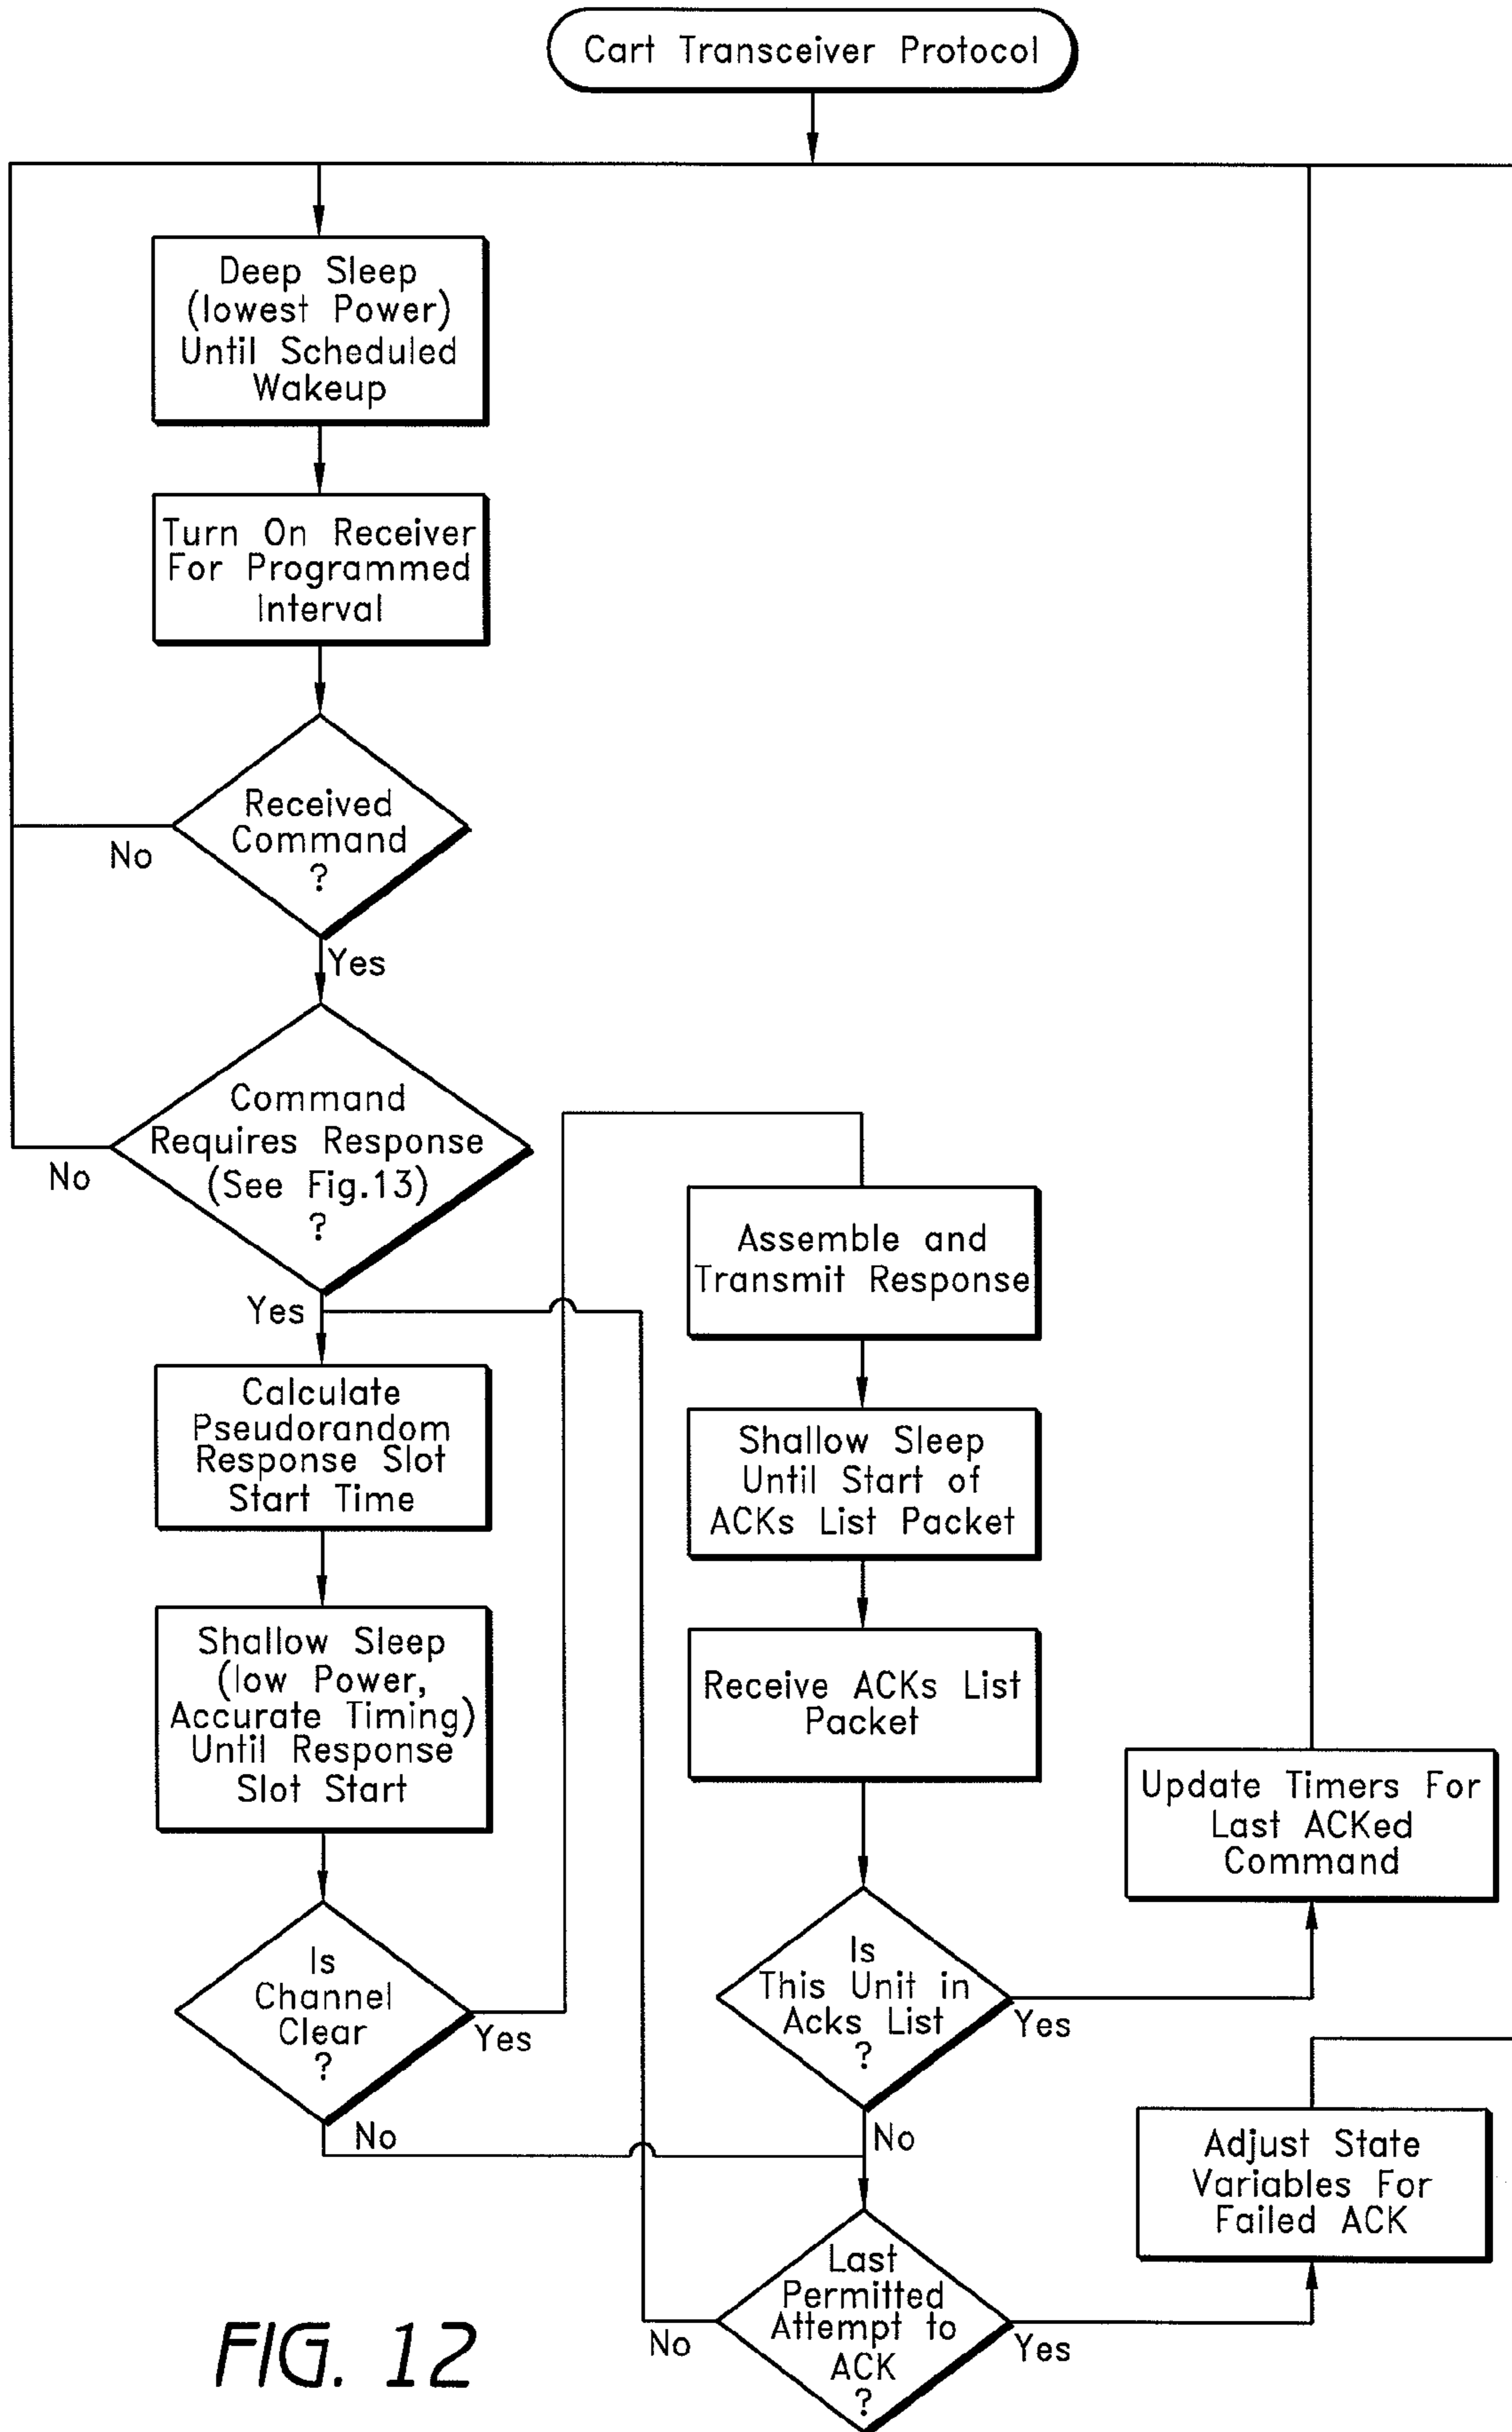 Cart Transceiver Protocol
Deep Sleep
(lowest Power)
Until Scheduled
Wakeup
Turn On Receiver
For Programmed
Interval
Received
Command
?
No
Yes
Command
Requires Response
(See Fig.13)
?
No
Yes
Calculate
Pseudorandom
Response Slot
Start Time
Shallow Sleep
(low Power,
Accurate Timing)
Until Response
Slot Start
Is
Channel
Clear
?
Yes
No
Assemble and
Transmit Response
Shallow Sleep
Until Start of
ACKs List Packet
Receive ACKs List
Packet
Is
This Unit in
Acks List
?
Yes
No
Update Timers For
Last ACKed
Command
Last
Permitted
Attempt to
ACK
?
No
Yes
Adjust State
Variables For
Failed ACK
FIG. 12